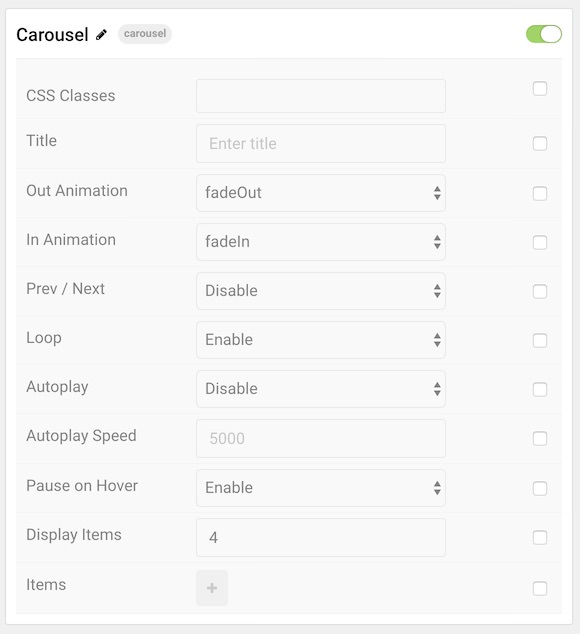 Carousel carousel
CSS Classes
Title Enter title
Out Animation fadeOut
In Animation fadeIn
Prev / Next Disable
Loop Enable
Autoplay Disable
Autoplay Speed 5000
Pause on Hover Enable
Display Items 4
Items +